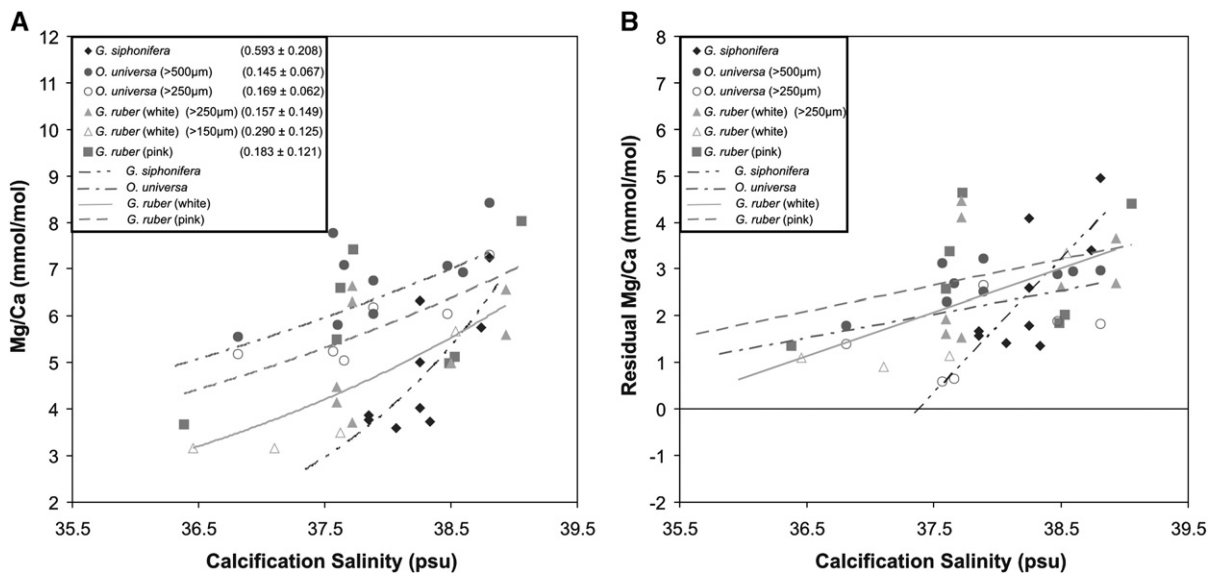 A
Mg/Ca (mmol/mol)
12
11
10
9
8
7
6
5
4
3
2
G. siphonifera (0.593 ± 0.208)
O. universa (>500µm) (0.145 ± 0.067)
O. universa (>250µm) (0.169 ± 0.062)
G. ruber (white) (>250µm) (0.157 ± 0.149)
G. ruber (white) (>150µm) (0.290 ± 0.125)
G. ruber (pink) (0.183 ± 0.121)
G. siphonifera
O. universa
G. ruber (white)
G. ruber (pink)
35.5 36.5 37.5 38.5 39.5
Calcification Salinity (psu)
B
Residual Mg/Ca (mmol/mol)
8
7
6
5
4
3
2
1
0
-1
-2
G. siphonifera
O. universa (>500µm)
O. universa (>250µm)
G. ruber (white) (>250µm)
G. ruber (white)
G. ruber (pink)
G. siphonifera
O. universa
G. ruber (white)
G. ruber (pink)
35.5 36.5 37.5 38.5 39.5
Calcification Salinity (psu)